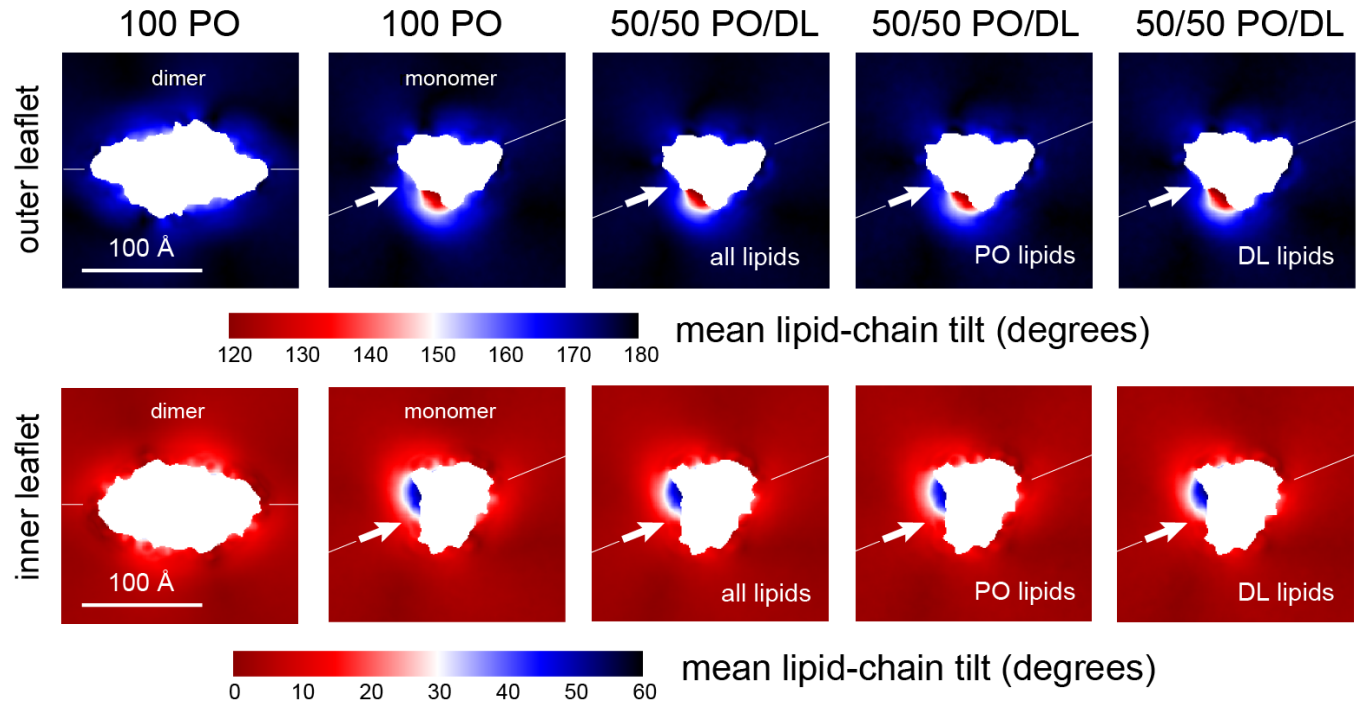 100 PO 100 PO 50/50 PO/DL 50/50 PO/DL 50/50 PO/DL
outer leaflet
dimer monomer
100 Å all lipids PO lipids DL lipids
mean lipid-chain tilt (degrees)
120 130 140 150 160 170 180
inner leaflet
dimer monomer
100 Å all lipids PO lipids DL lipids
mean lipid-chain tilt (degrees)
0 10 20 30 40 50 60